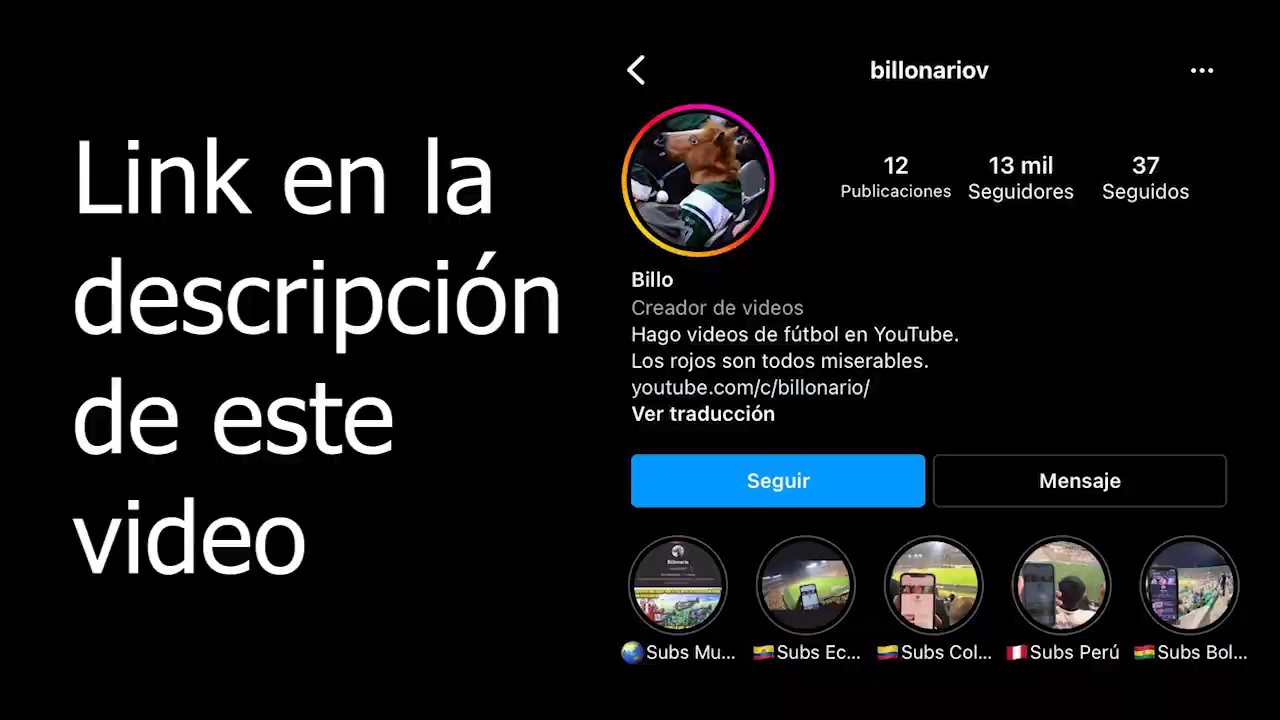 Link en la
descripción
de este
video
billonariov
12
13 mil
37
Publicaciones
Seguidores
Seguidos
Billo
Creador de videos
Hago videos de fútbol en YouTube.
Los rojos son todos miserables.
youtube.com/c/billonario/
Ver traducción
Seguir
Mensaje
🌏Subs Mu...
🇪🇨Subs Ec...
🇨🇴Subs Col...
🇵🇪Subs Perú
🇧🇴Subs Bol...